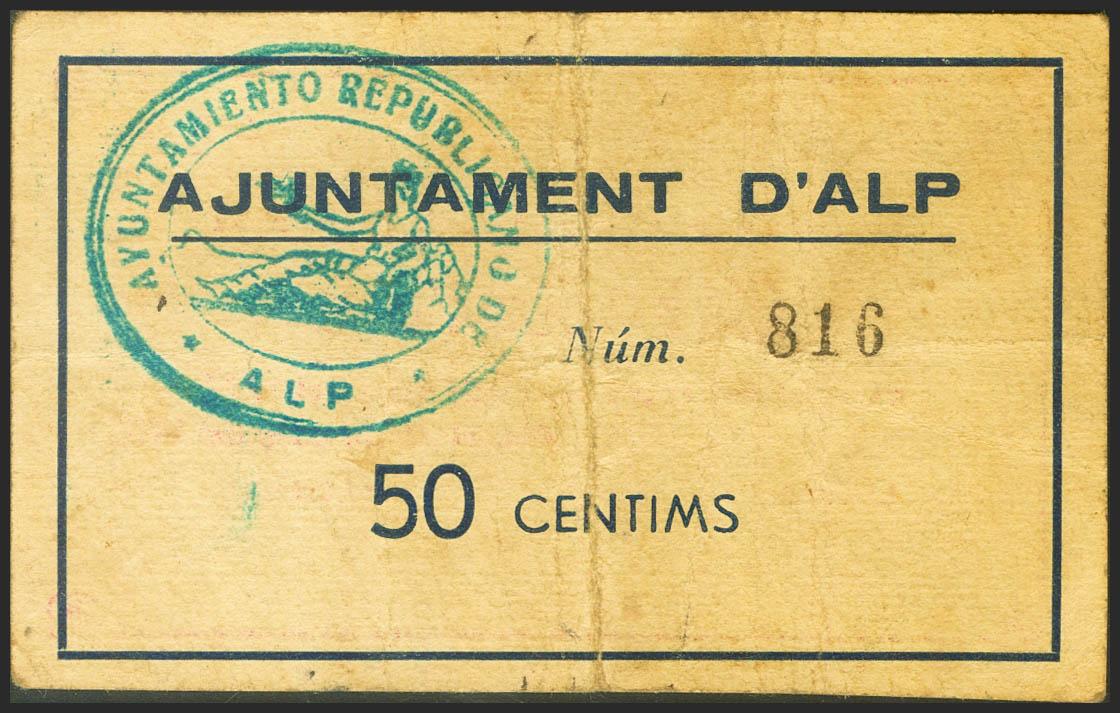 AYUNTAMIENTO REPUBLICANO DE
ALP
AJUNTAMENT D'ALP
Núm. 816
50 CENTIMS